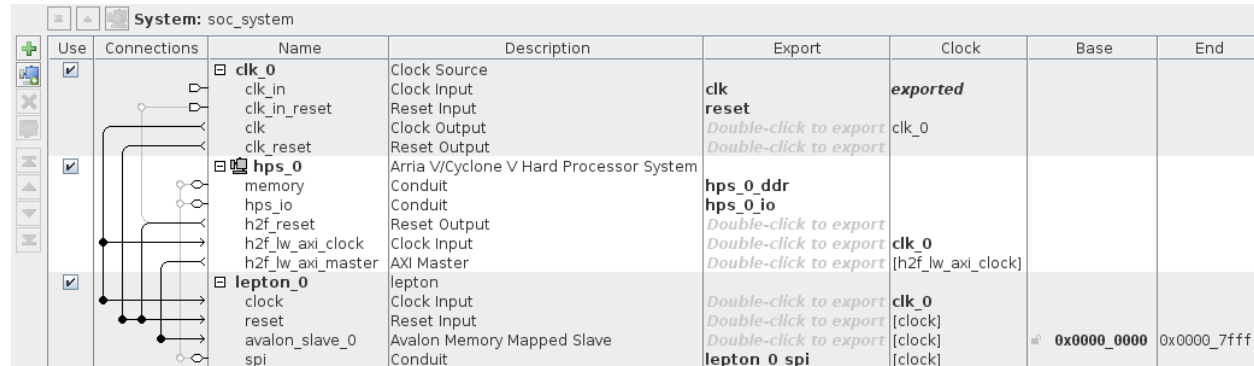 System: soc_system
Use Connections Name Description Export Clock Base End
clk_0 Clock Source
clk_in Clock Input clk exported
clk_in_reset Reset Input reset
clk Clock Output Double-click to export clk_0
clk_reset Reset Output Double-click to export
hps_0 Arria V/Cyclone V Hard Processor System
memory Conduit hps_0_ddr
hps_io Conduit hps_0_io
h2f_reset Reset Output Double-click to export
h2f_lw_axi_clock Clock Input Double-click to export clk_0
h2f_lw_axi_master AXI Master Double-click to export [h2f_lw_axi_clock]
lepton_0 lepton
clock Clock Input Double-click to export clk_0
reset Reset Input Double-click to export [clock]
avalon_slave_0 Avalon Memory Mapped Slave Double-click to export [clock] 0x0000_0000 0x0000_7fff
spi Conduit lepton_0_spi [clock]